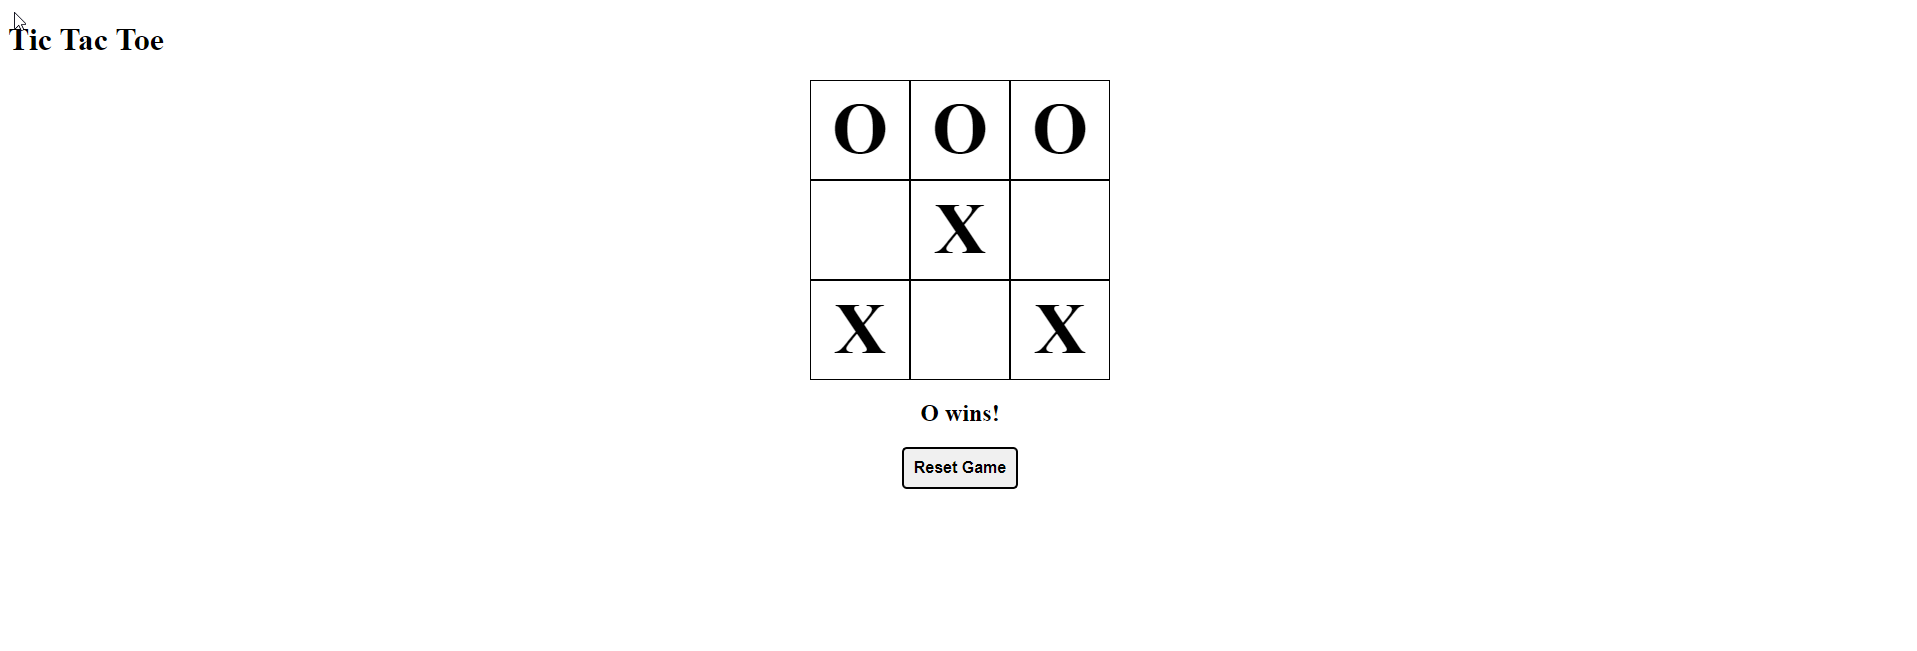 Tic Tac Toe
O O O
X
X X
O wins!
Reset Game